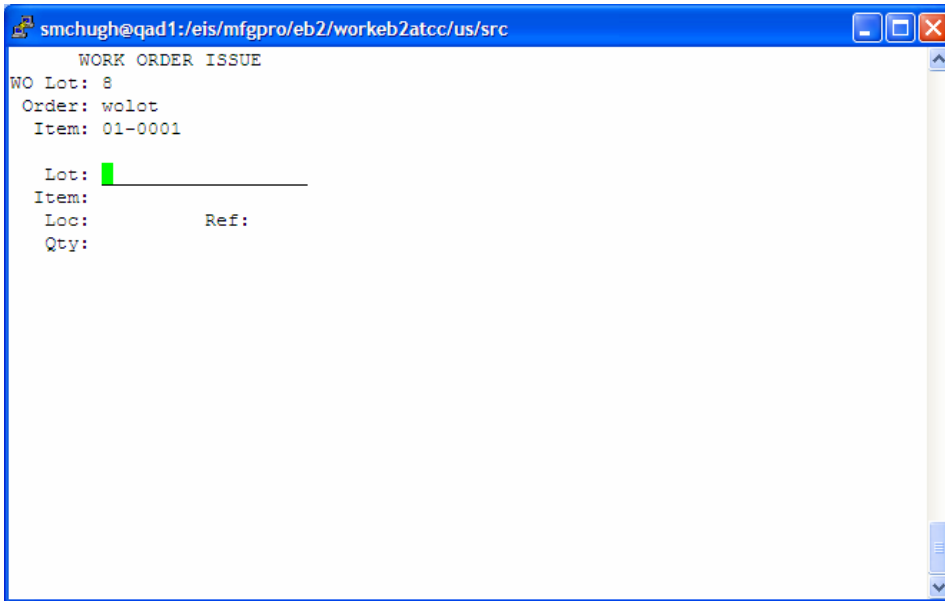 smchugh@qad1:/eis/mfgpro/eb2/workeb2atcc/us/src
WORK ORDER ISSUE
WO Lot: 8
Order: wolot
Item: 01-0001
Lot:
Item:
Loc: Ref:
Qty: